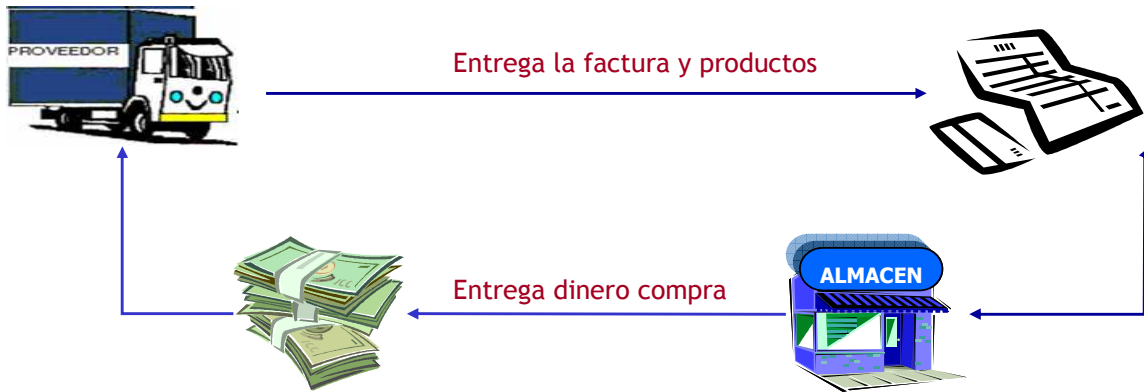 PROVEEDOR
Entrega la factura y productos
ALMACEN
Entrega dinero compra